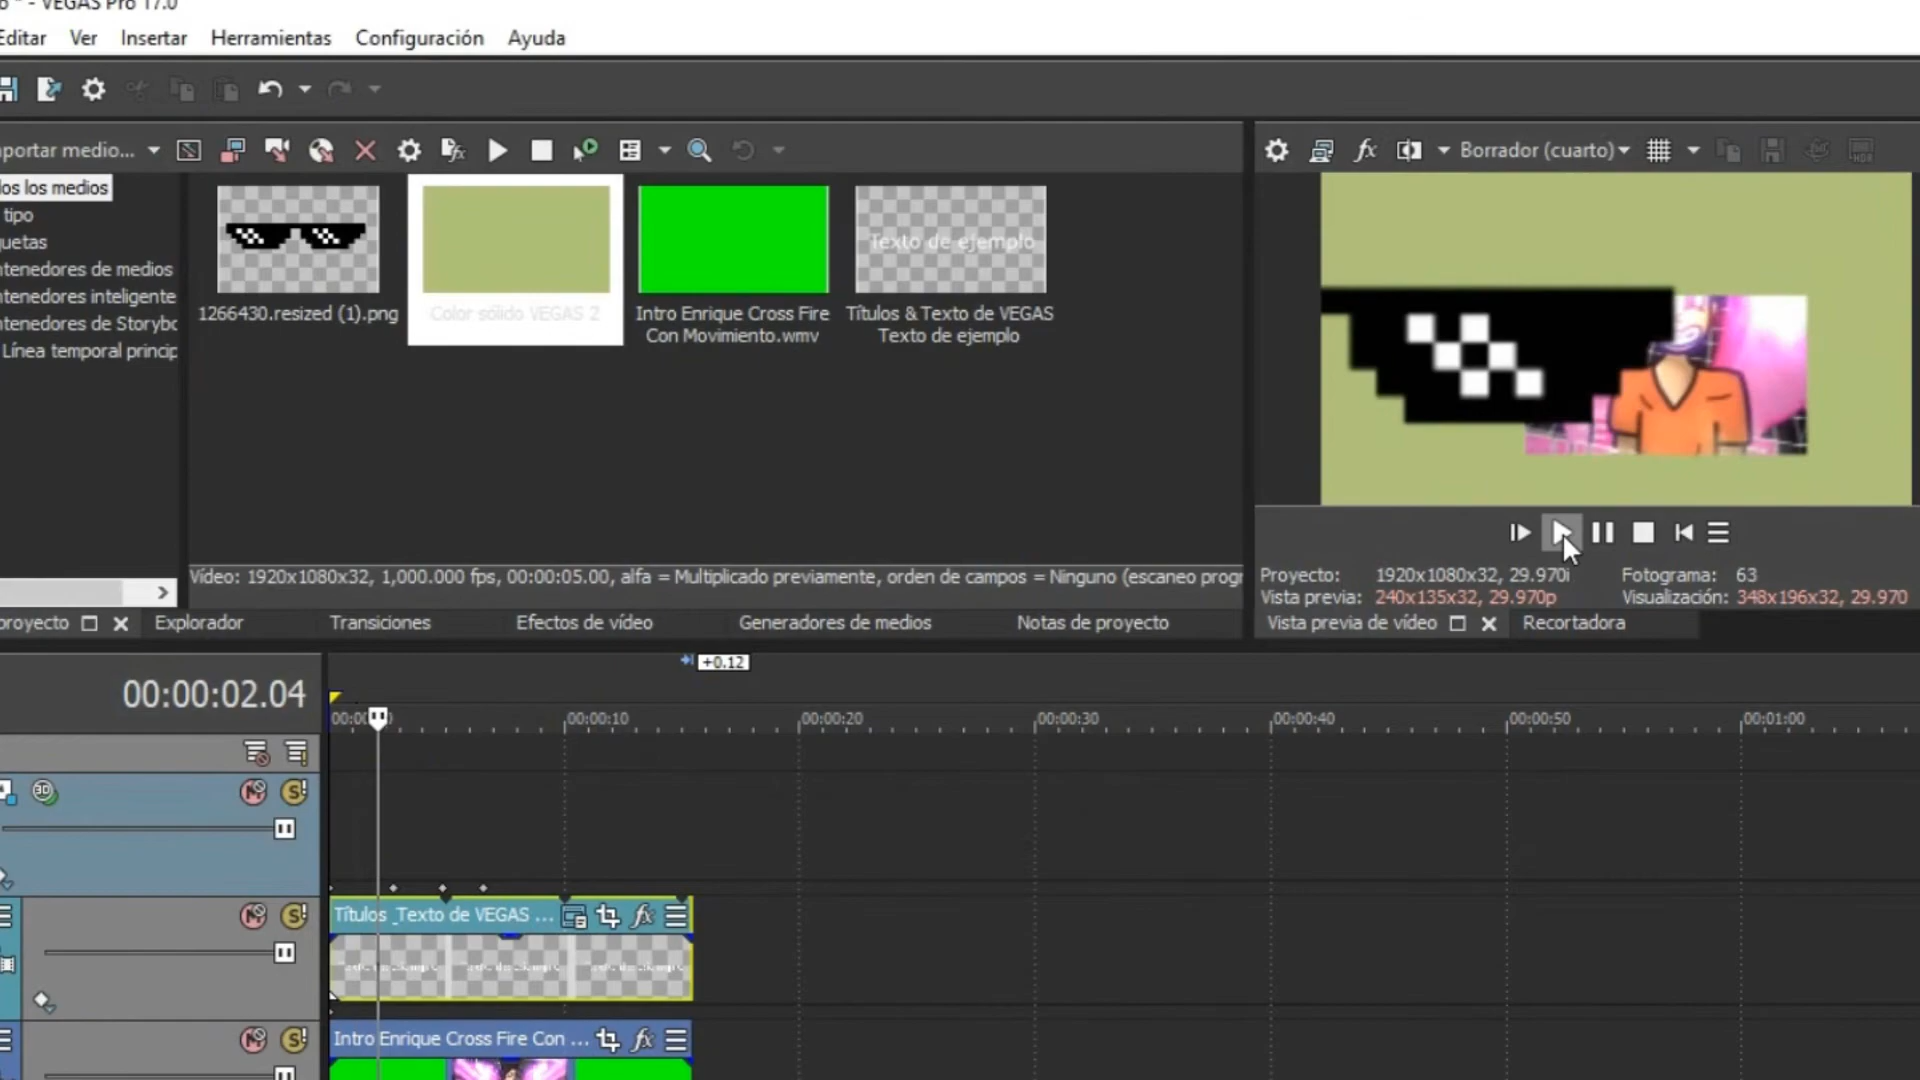 - VEGAS Pro 17.0
Editar Ver Insertar Herramientas Configuración Ayuda
portar medio...
os los medios
tipo
quetas
ntenedores de medios
ntenedores inteligente
ntenedores de Storybo
Línea temporal princip
1266430.resized (1).png
Color sólido VEGAS 2
Intro Enrique Cross Fire
Con Movimiento.wmv
Texto de ejemplo
Títulos & Texto de VEGAS
Texto de ejemplo
Vídeo: 1920x1080x32, 1,000.000 fps, 00:00:05.00, alfa = Multiplicado previamente, orden de campos = Ninguno (escaneo progr
proyecto Explorador Transiciones Efectos de vídeo Generadores de medios Notas de proyecto
Borrador (cuarto)
Proyecto: 1920x1080x32, 29.970i Fotograma: 63
Vista previa: 240x135x32, 29.970p Visualización: 348x196x32, 29.970
Vista previa de vídeo Recortadora
+0.12
00:00:02.04
00:00:10 00:00:20 00:00:30 00:00:40 00:00:50 00:01:00
Títulos _Texto de VEGAS ...
Intro Enrique Cross Fire Con ...